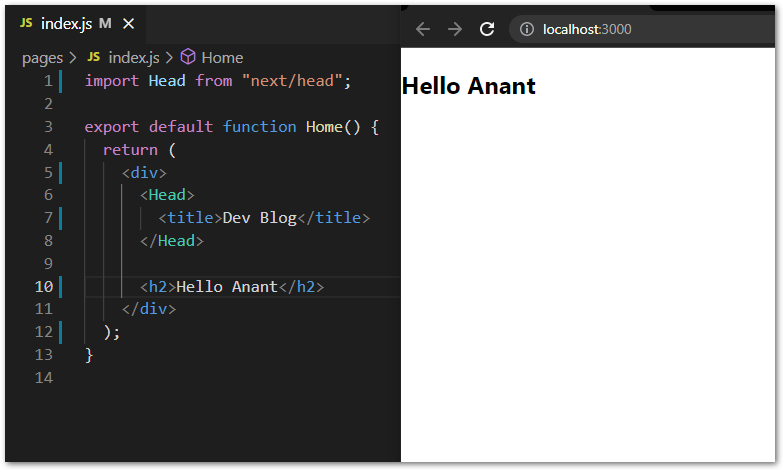 JS index.js M ×
pages > JS index.js > Home
1 import Head from "next/head";
2
3 export default function Home() {
4   return (
5     <div>
6       <Head>
7         <title>Dev Blog</title>
8       </Head>
9
10       <h2>Hello Anant</h2>
11     </div>
12   );
13 }
14
localhost:3000
Hello Anant